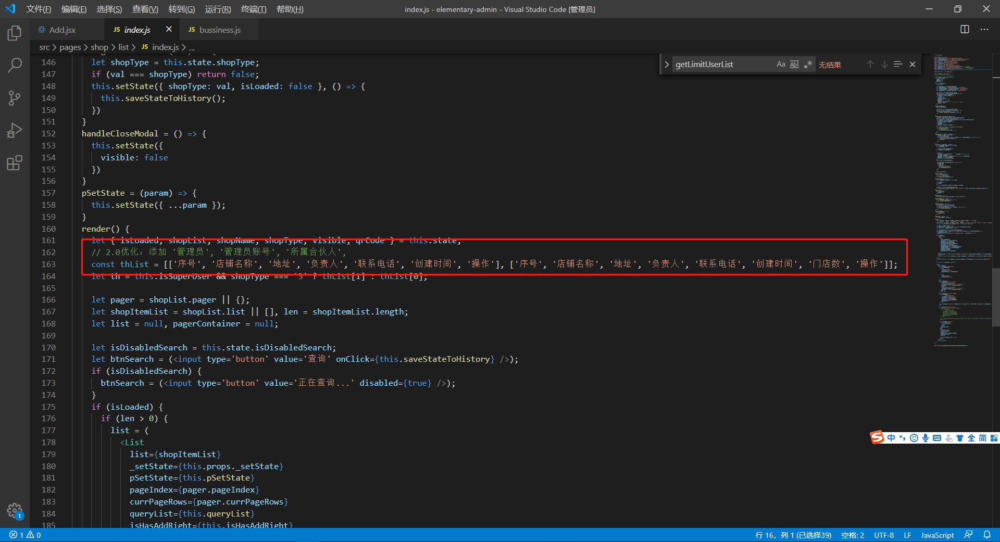 文件(F) 编辑(E) 选择(S) 查看(V) 转到(G) 运行(R) 终端(T) 帮助(H) index.js - elementary-admin - Visual Studio Code [管理员]
Add.jsx JS index.js JS bussiness.js
src > pages > shop > list > JS index.js > ...
getLimitUserList Aa Abl .* 无结果
146 let shopType = this.state.shopType;
147 if (val === shopType) return false;
148 this.setState({ shopType: val, isLoaded: false }, () => {
149 this.saveStateToHistory();
150 })
151 }
152 handleCloseModal = () => {
153 this.setState({
154 visible: false
155 })
156 }
157 pSetState = (param) => {
158 this.setState({ ...param });
159 }
160 render() {
161 let { isLoaded, shopList, shopName, shopType, visible, qrCode } = this.state;
162 // 2.0优化: 添加 '管理员', '管理员账号', '所属合伙人',
163 const thList = [['序号', '店铺名称', '地址', '负责人', '联系电话', '创建时间', '操作'], ['序号', '店铺名称', '地址', '负责人', '联系电话', '创建时间', '门店数', '操作']];
164 let th = this.isSuperUser && shopType === '3' ? thList[1] : thList[0];
165
166 let pager = shopList.pager || {};
167 let shopItemList = shopList.list || [], len = shopItemList.length;
168 let list = null, pagerContainer = null;
169
170 let isDisabledSearch = this.state.isDisabledSearch;
171 let btnSearch = (<input type='button' value='查询' onClick={this.saveStateToHistory} />);
172 if (isDisabledSearch) {
173 btnSearch = (<input type='button' value='正在查询...' disabled={true} />);
174 }
175 if (isLoaded) {
176 if (len > 0) {
177 list = (
178 <List
179 list={shopItemList}
180 _setState={this.props._setState}
181 pSetState={this.pSetState}
182 pageIndex={pager.pageIndex}
183 currPageRows={pager.currPageRows}
184 queryList={this.queryList}
185 isHasAddRight={this.isHasAddRight}
中 全 简
1
1 0 行 16, 列 1 (已选择39) 空格: 2 UTF-8 LF JavaScript